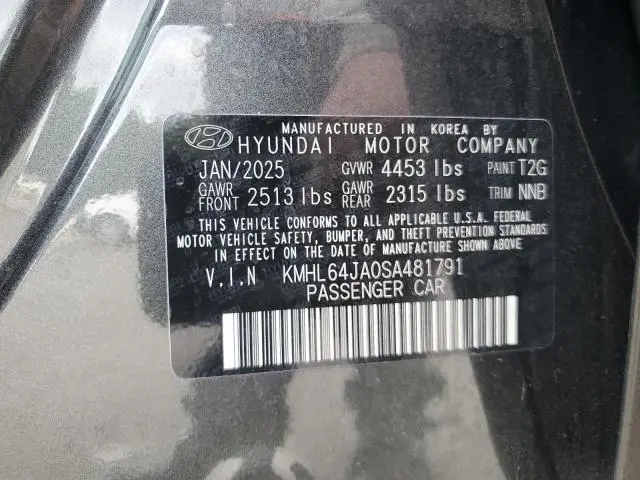 MANUFACTURED IN KOREA BY
HYUNDAI MOTOR COMPANY
JAN/2025 GVWR 4453 lbs PAINT T2G
GAWR FRONT 2513 lbs GAWR REAR 2315 lbs TRIM NNB
THIS VEHICLE CONFORMS TO ALL APPLICABLE U.S.A. FEDERAL
MOTOR VEHICLE SAFETY, BUMPER, AND THEFT PREVENTION STANDARDS
IN EFFECT ON THE DATE OF MANUFACTURE SHOWN ABOVE
V.I.N KMHL64JA0SA481791
PASSENGER CAR